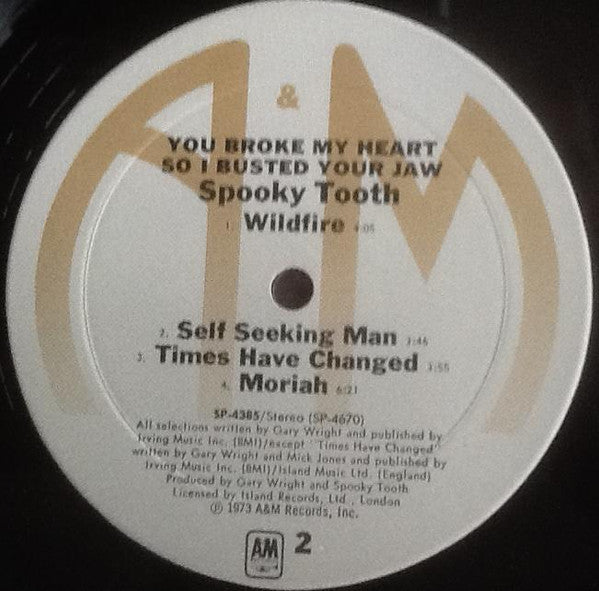 &
YOU BROKE MY HEART
SO I BUSTED YOUR JAW
Spooky Tooth
1. Wildfire 4:05
2. Self Seeking Man 3:46
3. Times Have Changed 3:55
4. Moriah 6:21
SP-4385/Stereo (SP-4670)
All selections written by Gary Wright and published by
Irving Music Inc. (BMI)/except "Times Have Changed"
written by Gary Wright and Mick Jones and published by
Irving Music Inc. (BMI)/Island Music Ltd. (England)
Produced by Gary Wright and Spooky Tooth
Licensed by Island Records, Ltd., London
℗ 1973 A&M Records, Inc.
AM 2